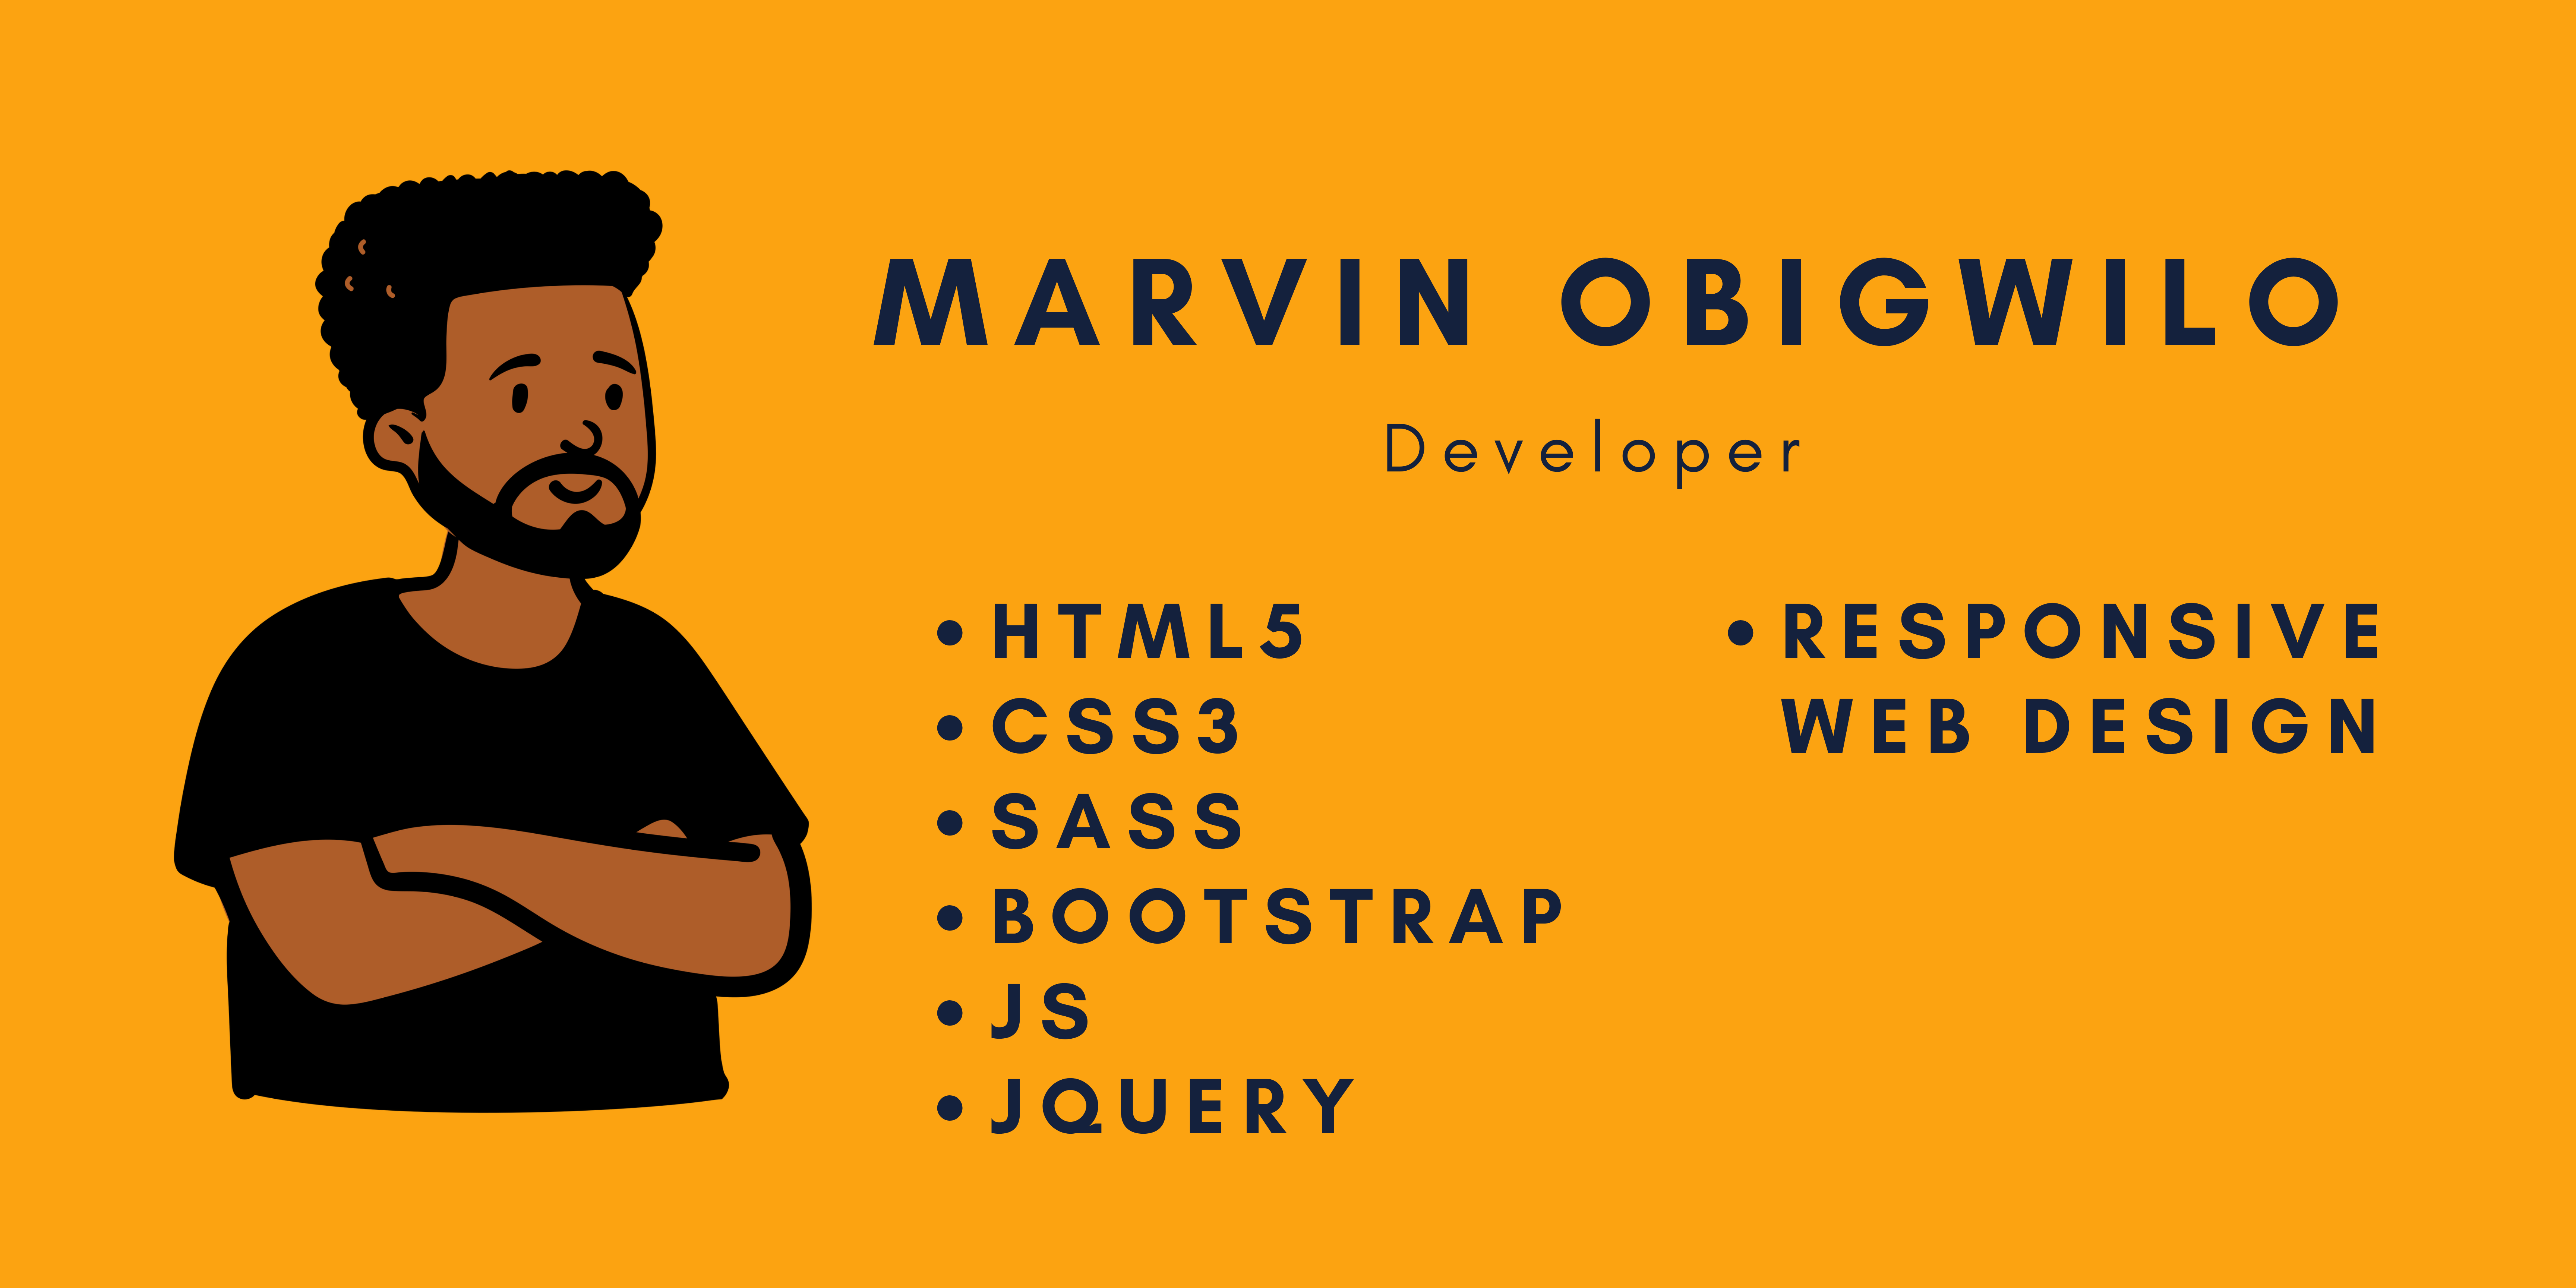 MARVIN OBIGWILO
Developer
• HTML5
• CSS3
• SASS
• BOOTSTRAP
• JS
• JQUERY
• RESPONSIVE
WEB DESIGN